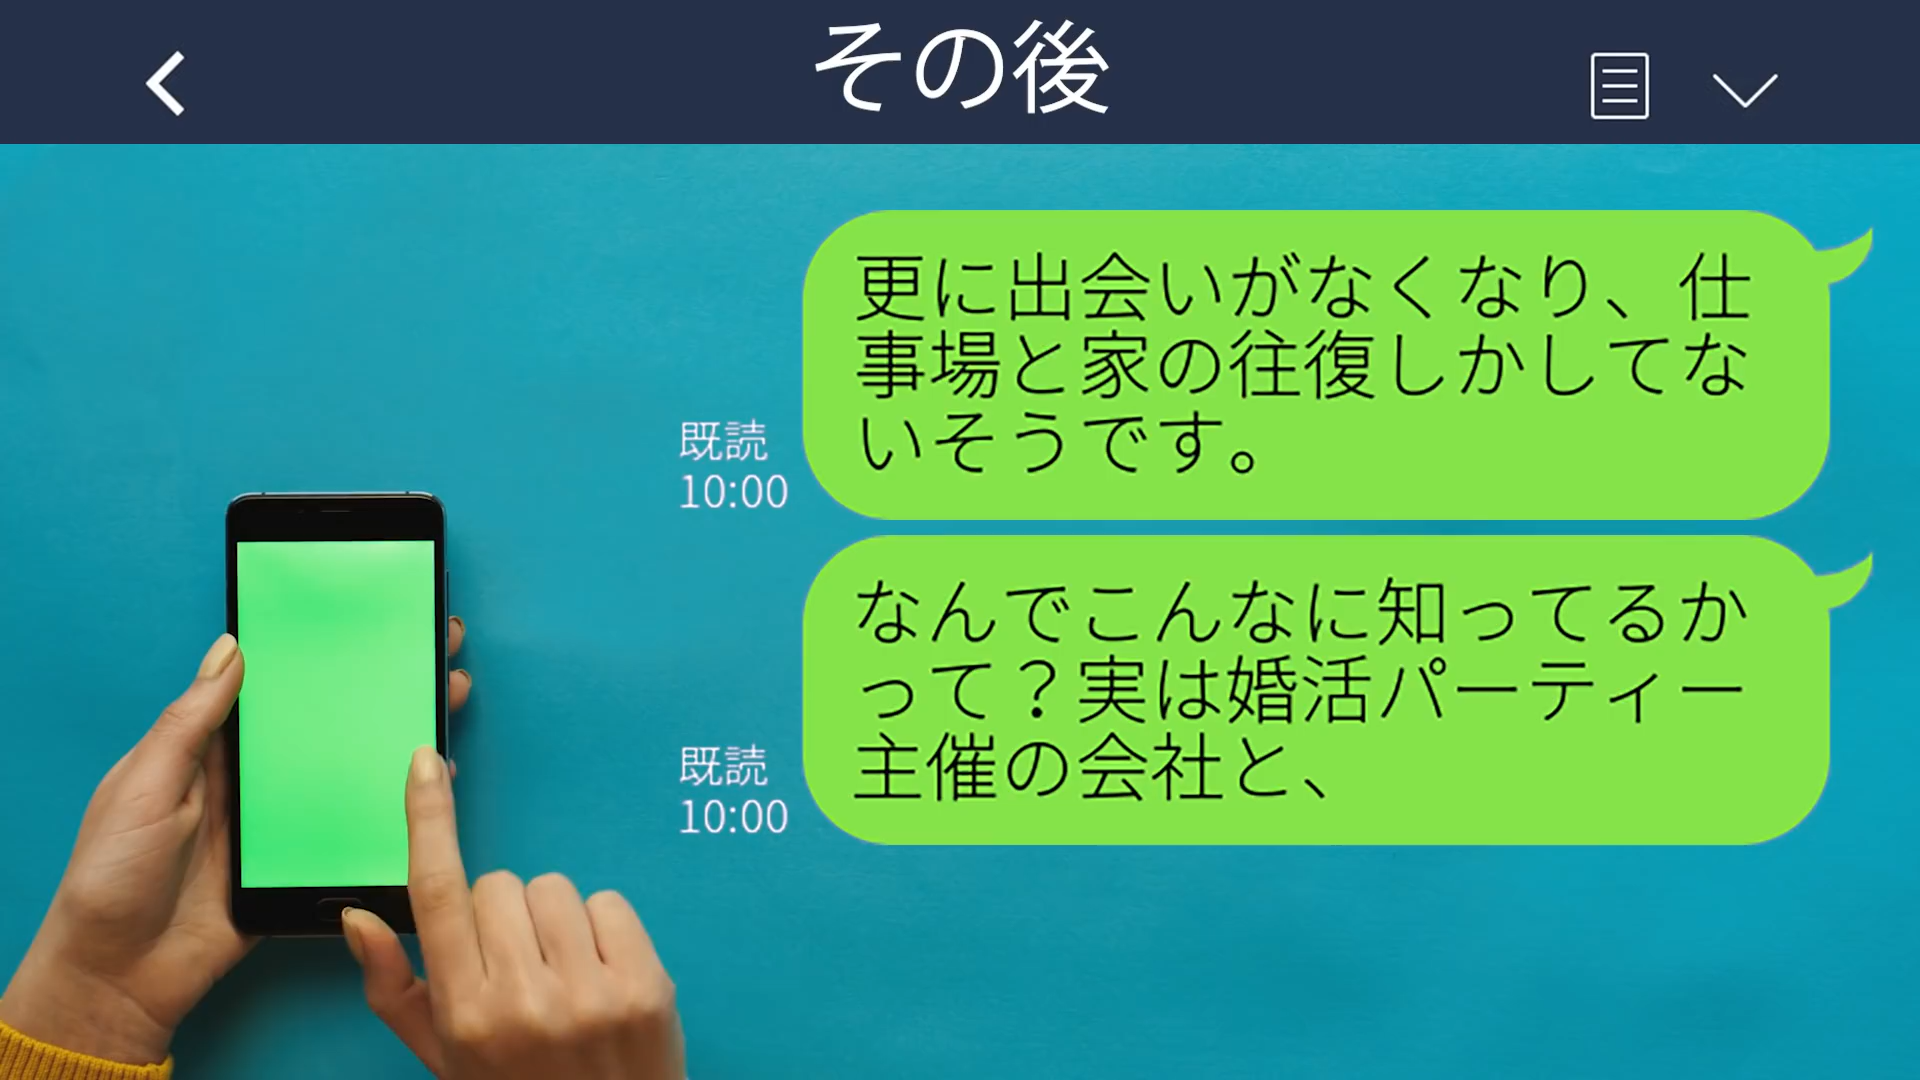 その後
更に出会いがなくなり、仕
事場と家の往復しかしてな
いそうです。
既読
10:00
なんでこんなに知ってるか
って？実は婚活パーティー
主催の会社と、
既読
10:00